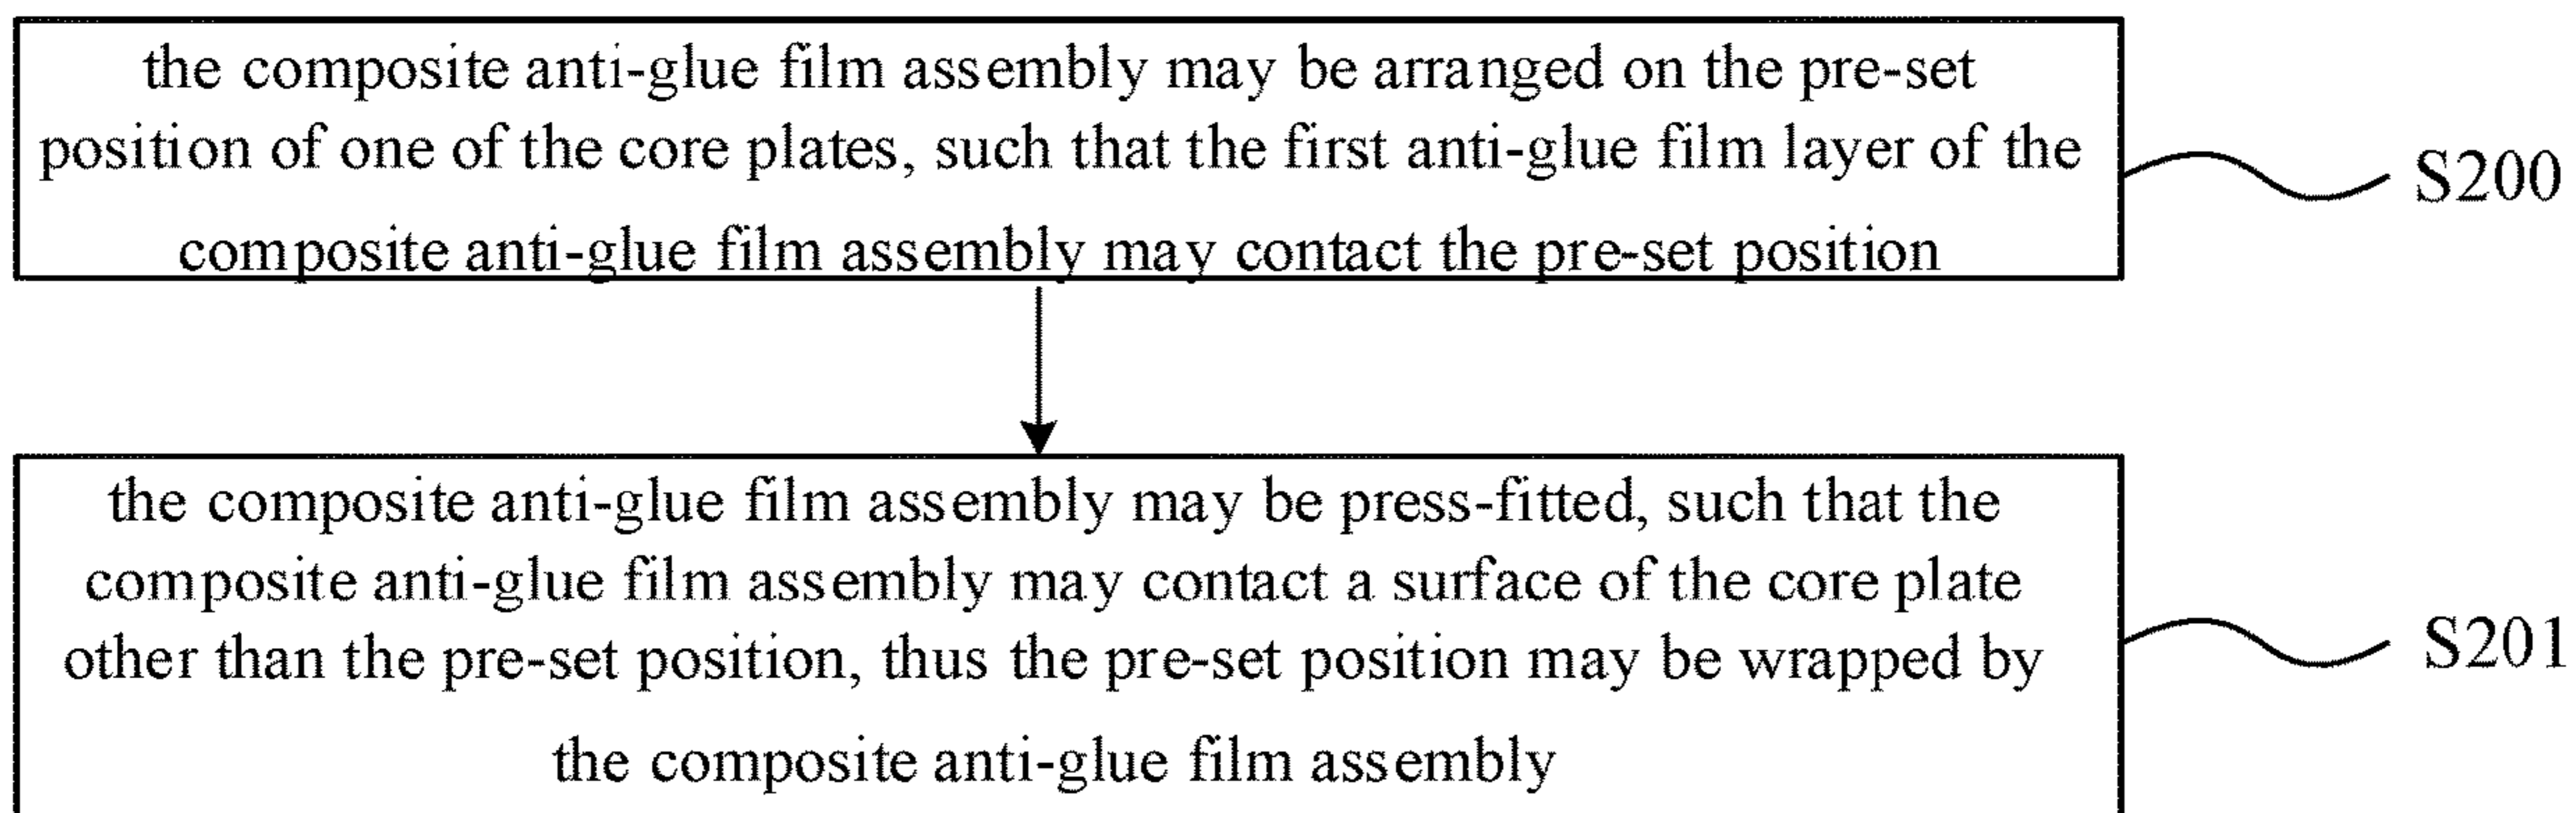 the composite anti-glue film assembly may be arranged on the pre-set
position of one of the core plates, such that the first anti-glue film layer of the
composite anti-glue film assembly may contact the pre-set position
S200
the composite anti-glue film assembly may be press-fitted, such that the
composite anti-glue film assembly may contact a surface of the core plate
other than the pre-set position, thus the pre-set position may be wrapped by
the composite anti-glue film assembly
S201